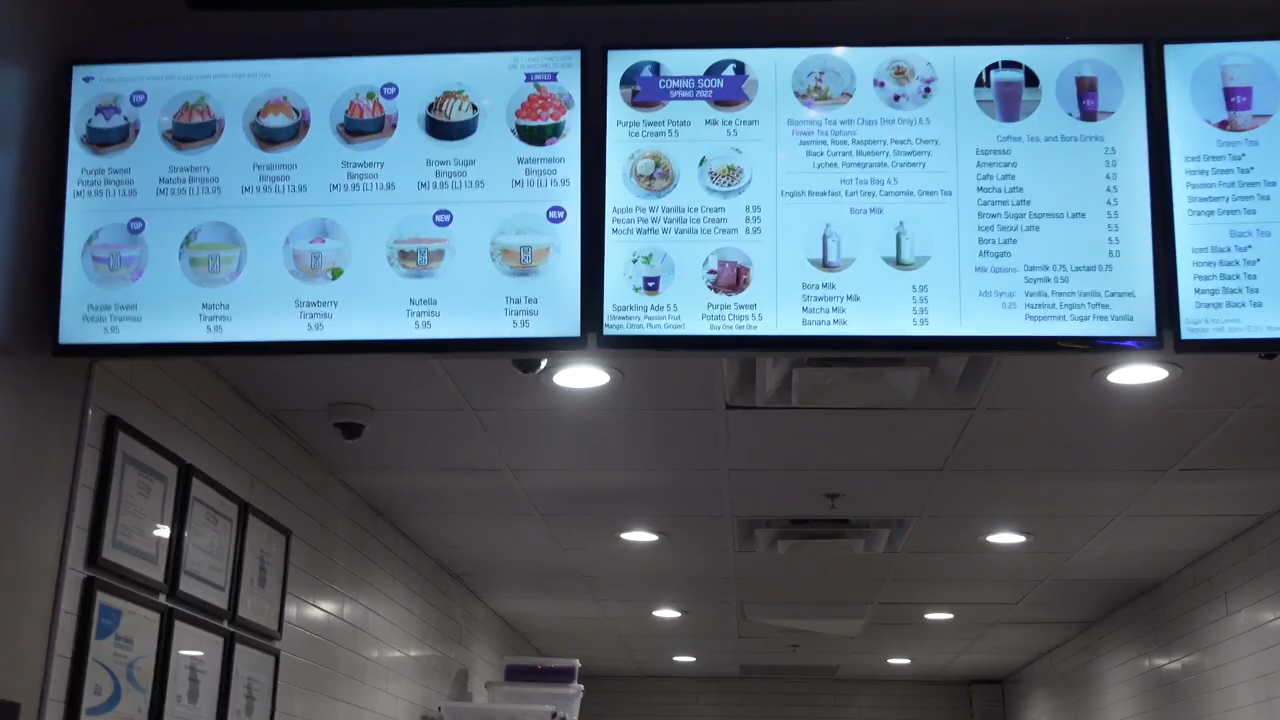 LIMITED
TOP
Purple Sweet
Potato Bingsoo
[M] 9.95 [L] 13.95
Strawberry
Matcha Bingsoo
[M] 9.95 [L] 13.95
Persimmon
Bingsoo
[M] 9.95 [L] 13.95
TOP
Strawberry
Bingsoo
[M] 9.95 [L] 13.95
Brown Sugar
Bingsoo
[M] 9.95 [L] 13.95
Watermelon
Bingsoo
[M] 10 [L] 15.95
TOP
Purple Sweet
Potato Tiramisu
5.95
Matcha
Tiramisu
5.95
Strawberry
Tiramisu
5.95
NEW
Nutella
Tiramisu
5.95
NEW
Thai Tea
Tiramisu
5.95
COMING SOON
SPRING 2022
Purple Sweet Potato
Ice Cream 5.5
Milk Ice Cream
5.5
Apple Pie W/ Vanilla Ice Cream 8.95
Pecan Pie W/ Vanilla Ice Cream 8.95
Mochi Waffle W/ Vanilla Ice Cream 8.95
Sparkling Ade 5.5
(Strawberry, Passion Fruit,
Mango, Citron, Plum, Ginger)
Purple Sweet
Potato Chips 5.5
Buy One Get One
Blooming Tea with Chips (Hot Only) 6.5
Flower Tea Options:
Jasmine, Rose, Raspberry, Peach, Cherry,
Black Currant, Blueberry, Strawberry,
Lychee, Pomegranate, Cranberry
Hot Tea Bag 4.5
English Breakfast, Earl Grey, Camomile, Green Tea
Bora Milk
Bora Milk 5.95
Strawberry Milk 5.95
Matcha Milk 5.95
Banana Milk 5.95
Coffee, Tea, and Bora Drinks
Espresso 2.5
Americano 3.0
Cafe Latte 4.0
Mocha Latte 4.5
Caramel Latte 4.5
Brown Sugar Espresso Latte 5.5
Iced Seoul Latte 5.5
Bora Latte 5.5
Affogato 6.0
Milk Options: Oatmilk 0.75, Lactaid 0.75
Soymilk 0.50
Add Syrup: Vanilla, French Vanilla, Caramel,
0.25 Hazelnut, English Toffee,
Peppermint, Sugar Free Vanilla
Green Tea
Iced Green Tea*
Honey Green Tea*
Passion Fruit Green Tea
Strawberry Green Tea
Orange Green Tea
Black Tea
Iced Black Tea*
Honey Black Tea*
Peach Black Tea
Mango Black Tea
Orange Black Tea